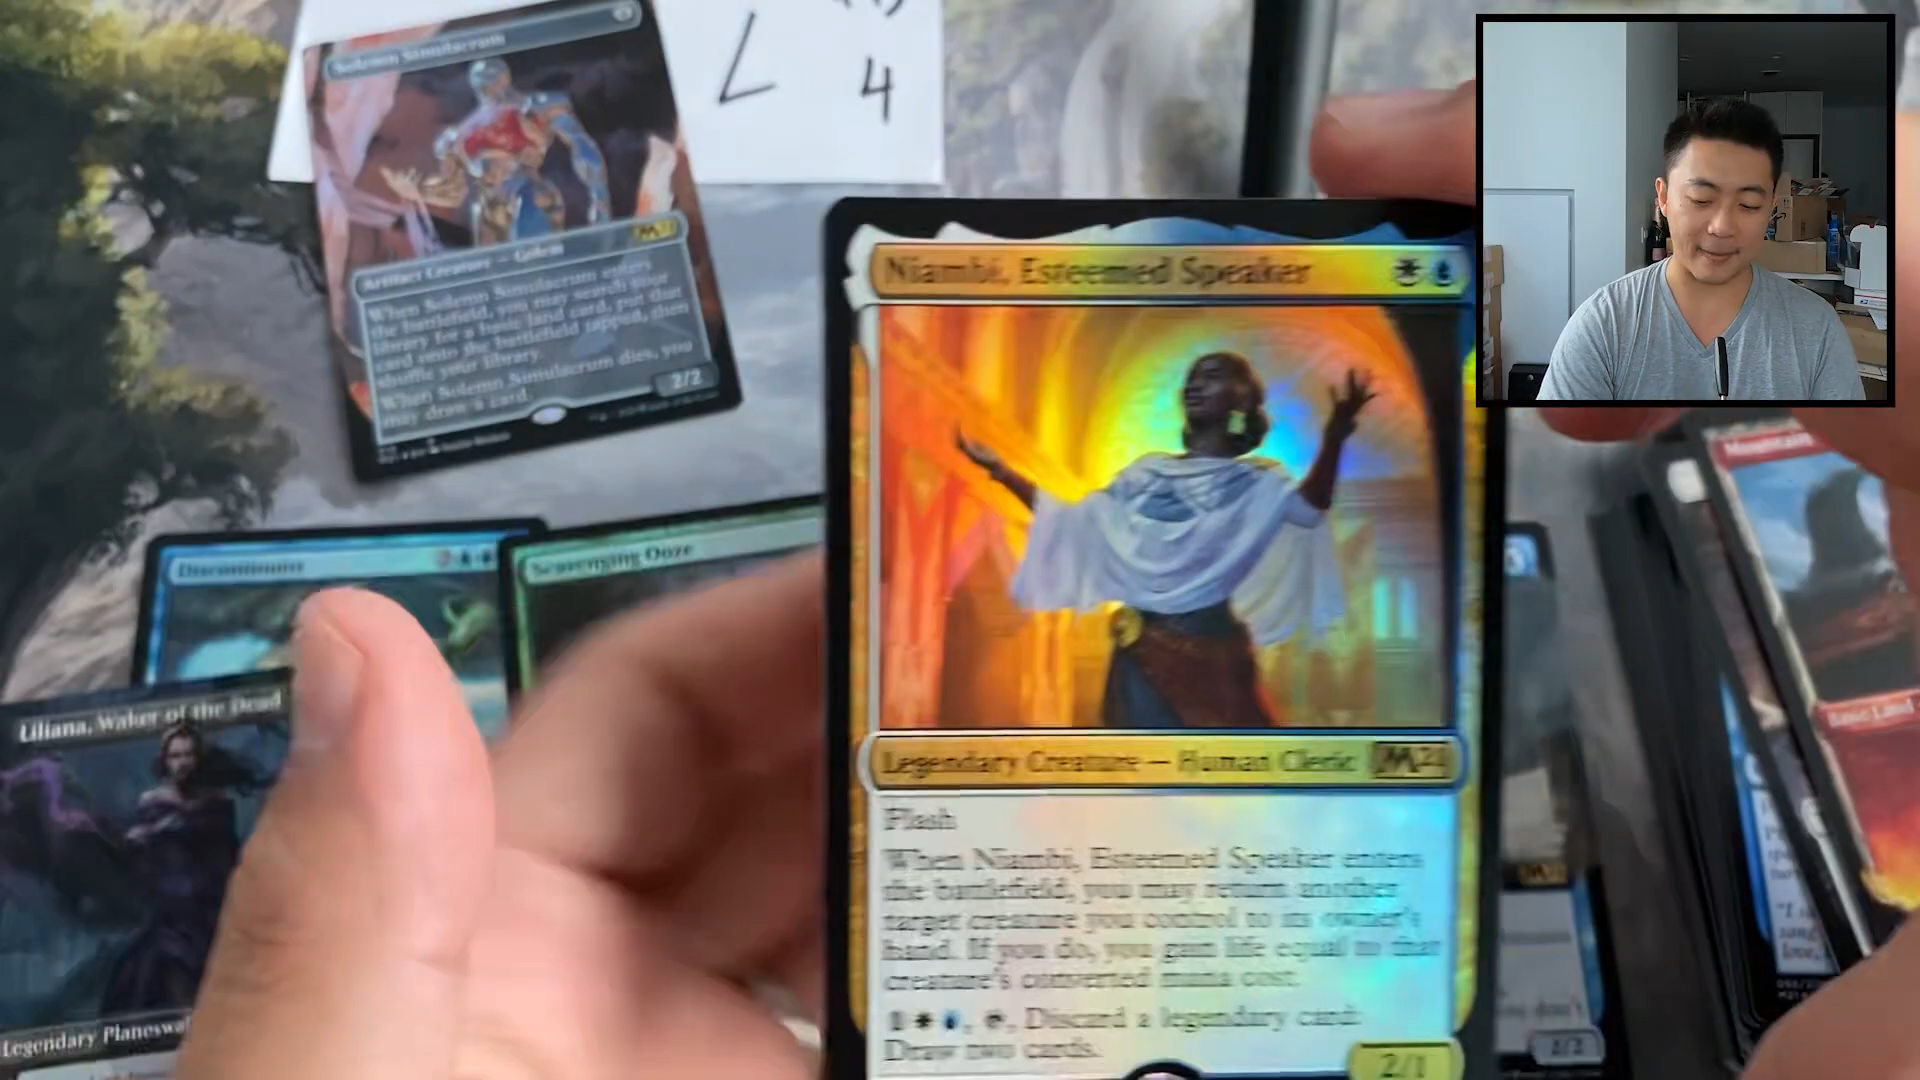 Solemn Simulacrum
Artifact Creature — Golem
When Solemn Simulacrum enters
the battlefield, you may search your
library for a basic land card, put that
card onto the battlefield tapped, then
shuffle your library.
When Solemn Simulacrum dies, you
may draw a card.
2/2
L
4
Niambi, Esteemed Speaker
Legendary Creature — Human Cleric M21
Flash
When Niambi, Esteemed Speaker enters
the battlefield, you may return another
target creature you control to its owner's
hand. If you do, you gain life equal to that
creature's converted mana cost.
1, Discard a legendary card:
Draw two cards.
2/1
Discontinuity
Scavenging Ooze
Liliana, Waker of the Dead
Legendary Planeswal
Mountain
Basic Land
2/2